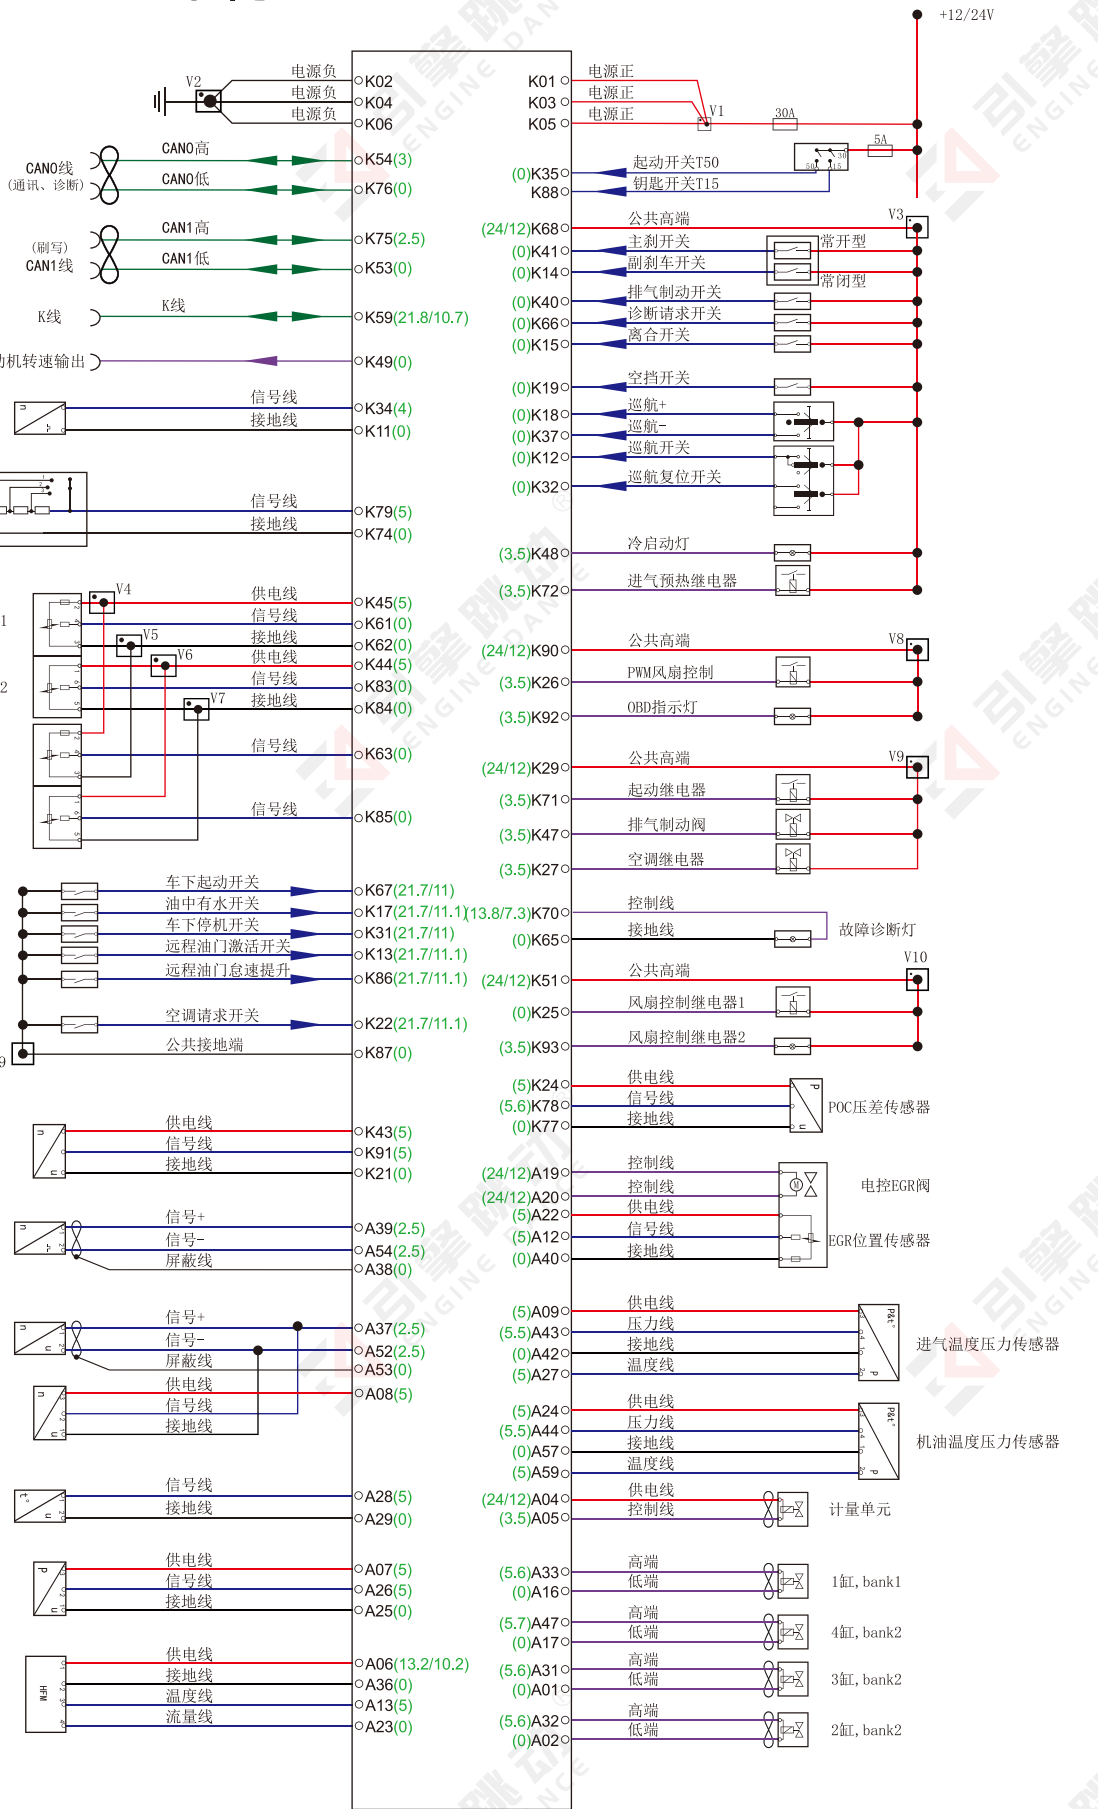 +12/24V
电源负 K02
V2 电源负 K04
电源负 K06
K01 电源正
K03 电源正
K05 电源正 V1 30A
5A
30
50 15
CAN0线
(通讯、诊断)
CAN0高 K54(3)
CAN0低 K76(0)
(0)K35 起动开关T50
K88 钥匙开关T15
(刷写)
CAN1线
CAN1高 K75(2.5)
CAN1低 K53(0)
K线 K线 K59(21.8/10.7)
动机转速输出 K49(0)
(24/12)K68 公共高端 V3
(0)K41 主刹开关 常开型
(0)K14 副刹车开关 常闭型
(0)K40 排气制动开关
(0)K66 诊断请求开关
(0)K15 离合开关
(0)K19 空挡开关
(0)K18 巡航+
(0)K37 巡航-
(0)K12 巡航开关
(0)K32 巡航复位开关
(3.5)K48 冷启动灯
(3.5)K72 进气预热继电器
n
信号线 K34(4)
接地线 K11(0)
信号线 K79(5)
接地线 K74(0)
1
2
V4 供电线 K45(5)
信号线 K61(0)
V5 接地线 K62(0)
V6 供电线 K44(5)
信号线 K83(0)
V7 接地线 K84(0)
信号线 K63(0)
信号线 K85(0)
(24/12)K90 公共高端 V8
(3.5)K26 PWM风扇控制
(3.5)K92 OBD指示灯
(24/12)K29 公共高端 V9
(3.5)K71 起动继电器
(3.5)K47 排气制动阀
(3.5)K27 空调继电器
车下起动开关 K67(21.7/11)
油中有水开关 K17(21.7/11.1)
车下停机开关 K31(21.7/11)
远程油门激活开关 K13(21.7/11.1)
远程油门怠速提升 K86(21.7/11.1)
空调请求开关 K22(21.7/11.1)
9 公共接地端 K87(0)
(13.8/7.3)K70 控制线
(0)K65 接地线
故障诊断灯
(24/12)K51 公共高端 V10
(0)K25 风扇控制继电器1
(3.5)K93 风扇控制继电器2
(5)K24 供电线
(5.6)K78 信号线
(0)K77 接地线
P
u
POC压差传感器
n
u
供电线 K43(5)
信号线 K91(5)
接地线 K21(0)
(24/12)A19 控制线
(24/12)A20 控制线
(5)A22 供电线
(5)A12 信号线
(0)A40 接地线
M
电控EGR阀
EGR位置传感器
n
信号+ A39(2.5)
信号- A54(2.5)
屏蔽线 A38(0)
n
u
信号+ A37(2.5)
信号- A52(2.5)
屏蔽线 A53(0)
n
u
供电线 A08(5)
信号线
接地线
(5)A09 供电线
(5.5)A43 压力线
(0)A42 接地线
(5)A27 温度线
P&t°
P
进气温度压力传感器
(5)A24 供电线
(5.5)A44 压力线
(0)A57 接地线
(5)A59 温度线
P&t°
P
机油温度压力传感器
t°
u
信号线 A28(5)
接地线 A29(0)
(24/12)A04 供电线
(3.5)A05 控制线
计量单元
P
u
供电线 A07(5)
信号线 A26(5)
接地线 A25(0)
(5.6)A33 高端
(0)A16 低端
1缸,bank1
(5.7)A47 高端
(0)A17 低端
4缸,bank2
HFM
供电线 A06(13.2/10.2)
接地线 A36(0)
温度线 A13(5)
流量线 A23(0)
(5.6)A31 高端
(0)A01 低端
3缸,bank2
(5.6)A32 高端
(0)A02 低端
2缸,bank2
引擎跳动
ENGINE DANCE